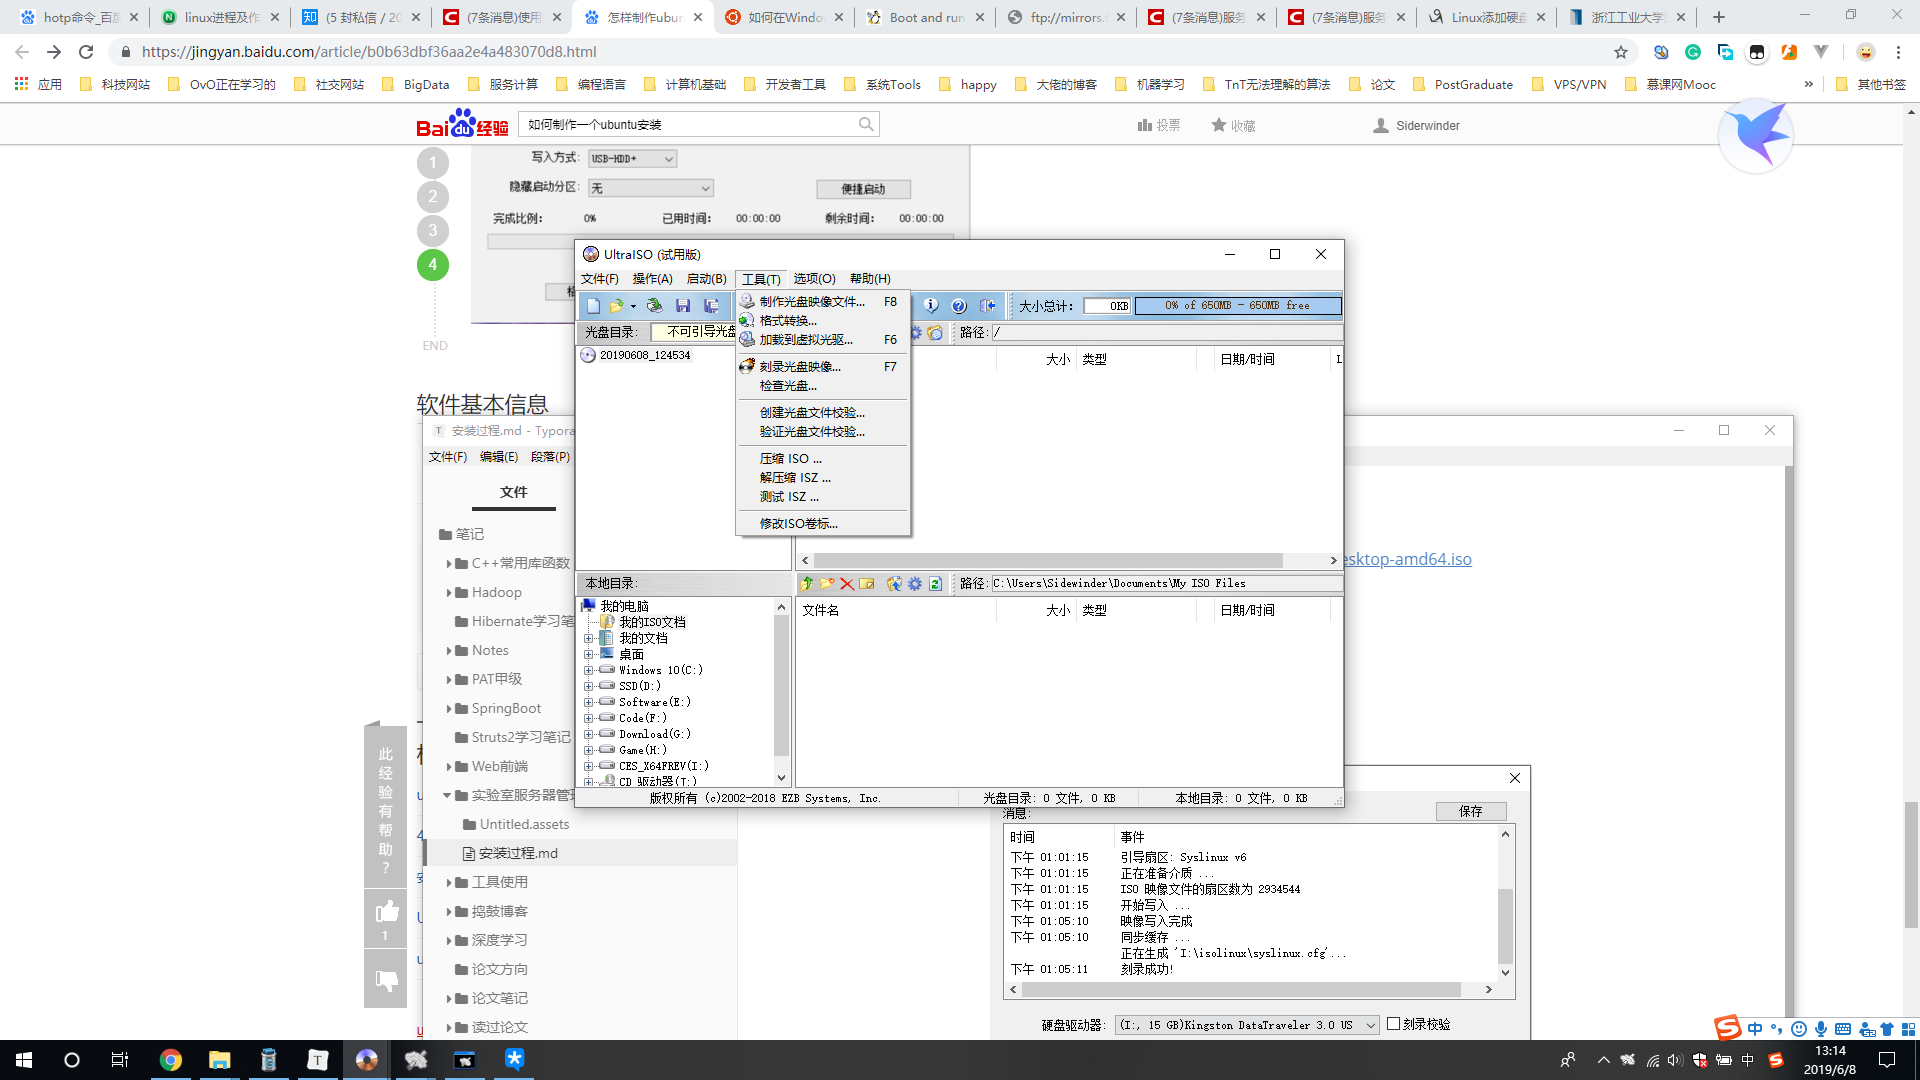 hotp命令_百度
linux进程及作
(5 封私信 / 20
(7条消息)使用
怎样制作ubun
如何在Windo
Boot and run
ftp://mirrors.
(7条消息)服务
(7条消息)服务
Linux添加硬盘
浙江工业大学
https://jingyan.baidu.com/article/b0b63dbf36aa2e4a483070d8.html
应用 科技网站 OvO正在学习的 社交网站 BigData 服务计算 编程语言 计算机基础 开发者工具 系统Tools happy 大佬的博客 机器学习 TnT无法理解的算法 论文 PostGraduate VPS/VPN 慕课网Mooc » 其他书签
Bai du 经验
如何制作一个ubuntu安装
投票 收藏 Siderwinder
1
2
3
4
END
写入方式: USB-HDD+
隐藏启动分区: 无 便捷启动
完成比例: 0% 已用时间: 00:00:00 剩余时间: 00:00:00
软件基本信息
UltraISO (试用版)
文件(F) 操作(A) 启动(B) 工具(T) 选项(O) 帮助(H)
大小总计: 0KB 0% of 650MB - 650MB free
光盘目录: 不可引导光盘 路径: /
20190608_124534
大小 类型 日期/时间 L
制作光盘映像文件... F8
格式转换...
加载到虚拟光驱... F6
刻录光盘映像... F7
检查光盘...
创建光盘文件校验...
验证光盘文件校验...
压缩 ISO ...
解压缩 ISZ ...
测试 ISZ ...
修改ISO卷标...
本地目录: 路径: C:\Users\Sidewinder\Documents\My ISO Files
文件名 大小 类型 日期/时间
我的电脑
我的ISO文档
我的文档
桌面
Windows 10(C:)
SSD(D:)
Software(E:)
Code(F:)
Download(G:)
Game(H:)
CES_X64FREV(I:)
CD 驱动器(T:)
版权所有 (c)2002-2018 EZB Systems, Inc. 光盘目录: 0 文件, 0 KB 本地目录: 0 文件, 0 KB
安装过程.md - Typora
文件(F) 编辑(E) 段落(P)
文件
笔记
C++常用库函数
Hadoop
Hibernate学习笔
Notes
PAT甲级
SpringBoot
Struts2学习笔记
Web前端
实验室服务器管
Untitled.assets
安装过程.md
工具使用
捣鼓博客
深度学习
论文方向
论文笔记
读过论文
esktop-amd64.iso
此经验有帮助?
1
消息: 保存
时间 事件
下午 01:01:15 引导扇区: Syslinux v6
下午 01:01:15 正在准备介质 ...
下午 01:01:15 ISO 映像文件的扇区数为 2934544
下午 01:01:15 开始写入 ...
下午 01:05:10 映像写入完成
下午 01:05:10 同步缓存 ...
正在生成 'I:\isolinux\syslinux.cfg'...
下午 01:05:11 刻录成功!
硬盘驱动器: (I:, 15 GB)Kingston DataTraveler 3.0 US 刻录校验
中
中
13:14
2019/6/8